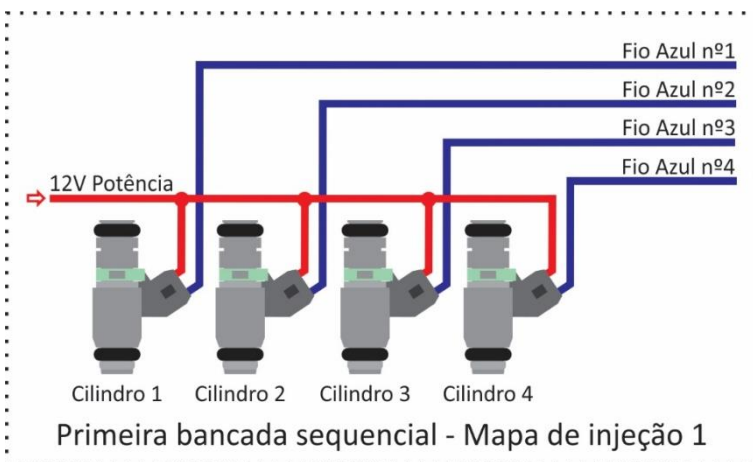 Fio Azul nº1
Fio Azul nº2
Fio Azul nº3
Fio Azul nº4
12V Potência
Cilindro 1 Cilindro 2 Cilindro 3 Cilindro 4
Primeira bancada sequencial - Mapa de injeção 1